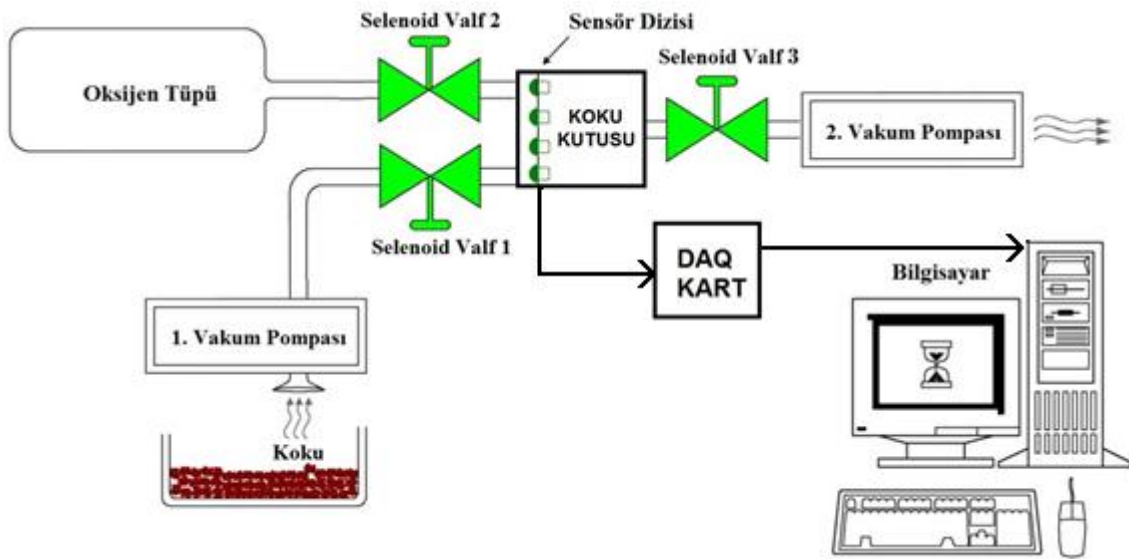 Selenoid Valf 2
Sensör Dizisi
Selenoid Valf 3
Oksijen Tüpü
KOKU
KUTUSU
2. Vakum Pompası
Selenoid Valf 1
DAQ
KART
Bilgisayar
1. Vakum Pompası
Koku